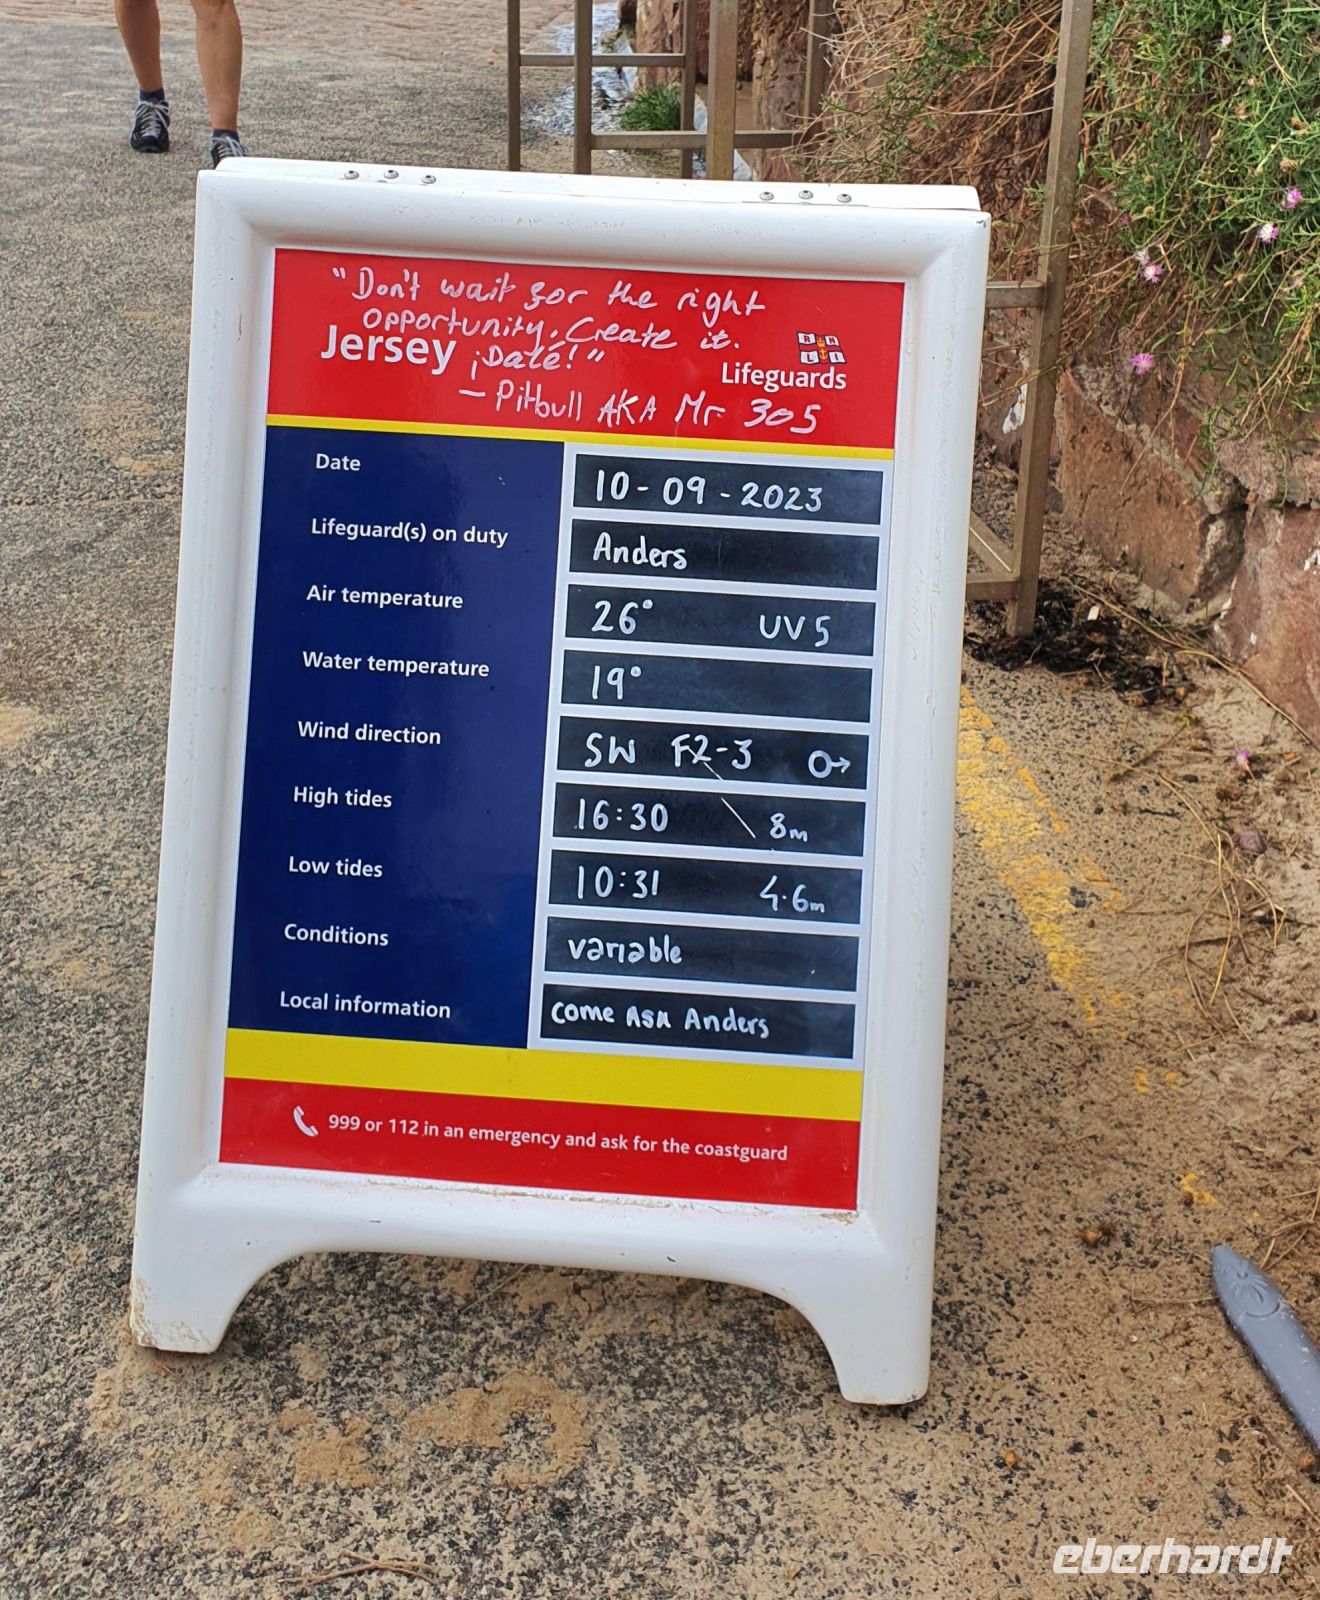 "Don't wait for the right
opportunity. Create it.
¡Dale!"
- Pitbull AKA Mr 305
Jersey
RNLI
Lifeguards
Date 10-09-2023
Lifeguard(s) on duty Anders
Air temperature 26° UV 5
Water temperature 19°
Wind direction SW F2-3 O→
High tides 16:30 8m
Low tides 10:31 4.6m
Conditions variable
Local information come Ask Anders
999 or 112 in an emergency and ask for the coastguard
eberhardt